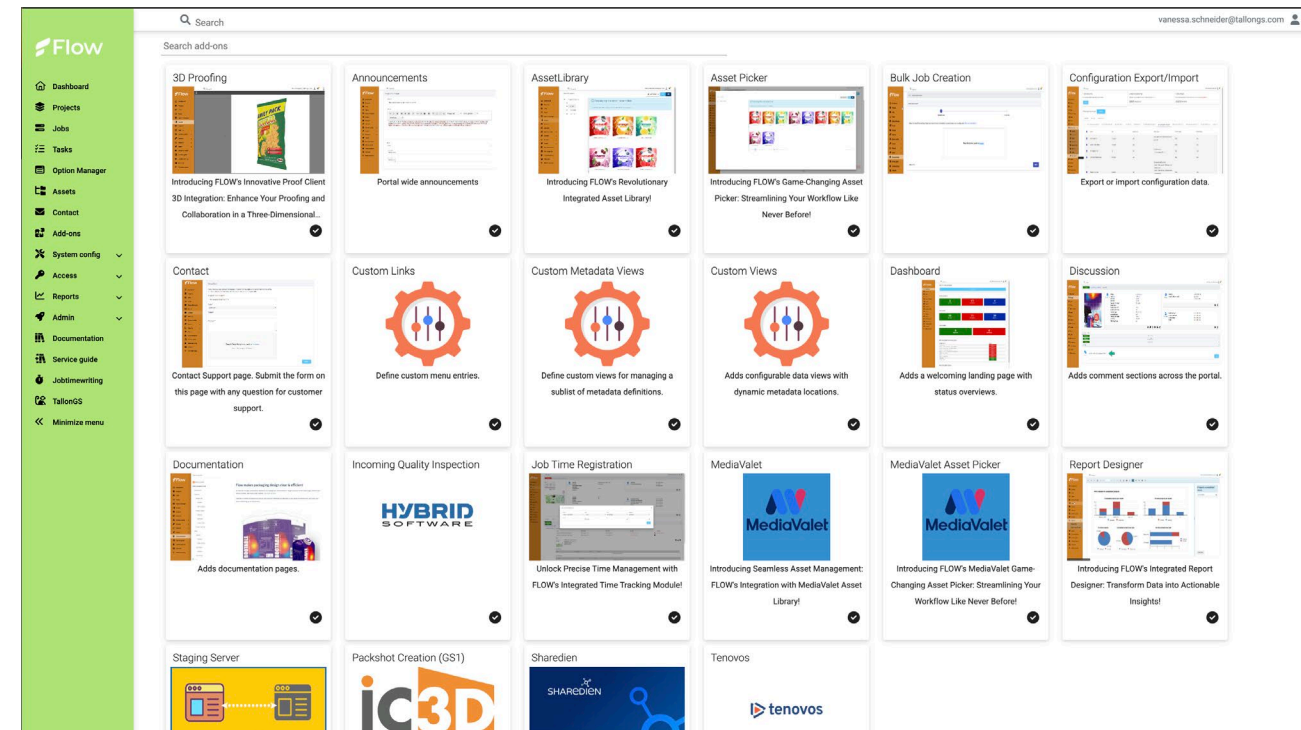 Search
vanessa.schneider@tallongs.com
Flow
Search add-ons
Dashboard
Projects
Jobs
Tasks
Option Manager
Assets
Contact
Add-ons
System config
Access
Reports
Admin
Documentation
Service guide
Jobtimewriting
TallonGS
Minimize menu
3D Proofing
Introducing FLOW's Innovative Proof Client
3D Integration: Enhance Your Proofing and
Collaboration in a Three-Dimensional...
Announcements
Portal wide announcements
AssetLibrary
Introducing FLOW's Revolutionary
Integrated Asset Library!
Asset Picker
Introducing FLOW's Game-Changing Asset
Picker: Streamlining Your Workflow Like
Never Before!
Bulk Job Creation
Configuration Export/Import
Export or import configuration data.
Contact
Contact Support page. Submit the form on
this page with any question for customer
support.
Custom Links
Define custom menu entries.
Custom Metadata Views
Define custom views for managing a
sublist of metadata definitions.
Custom Views
Adds configurable data views with
dynamic metadata locations.
Dashboard
Adds a welcoming landing page with
status overviews.
Discussion
Adds comment sections across the portal.
Documentation
Adds documentation pages.
Incoming Quality Inspection
HYBRID
SOFTWARE
Job Time Registration
Unlock Precise Time Management with
FLOW's Integrated Time Tracking Module!
MediaValet
MediaValet
Introducing Seamless Asset Management:
FLOW's Integration with MediaValet Asset
Library!
MediaValet Asset Picker
MediaValet
Introducing FLOW's MediaValet Game-
Changing Asset Picker: Streamlining Your
Workflow Like Never Before!
Report Designer
Introducing FLOW's Integrated Report
Designer: Transform Data into Actionable
Insights!
Staging Server
Packshot Creation (GS1)
iC3D
Sharedien
SHAREDIEN
Tenovos
tenovos